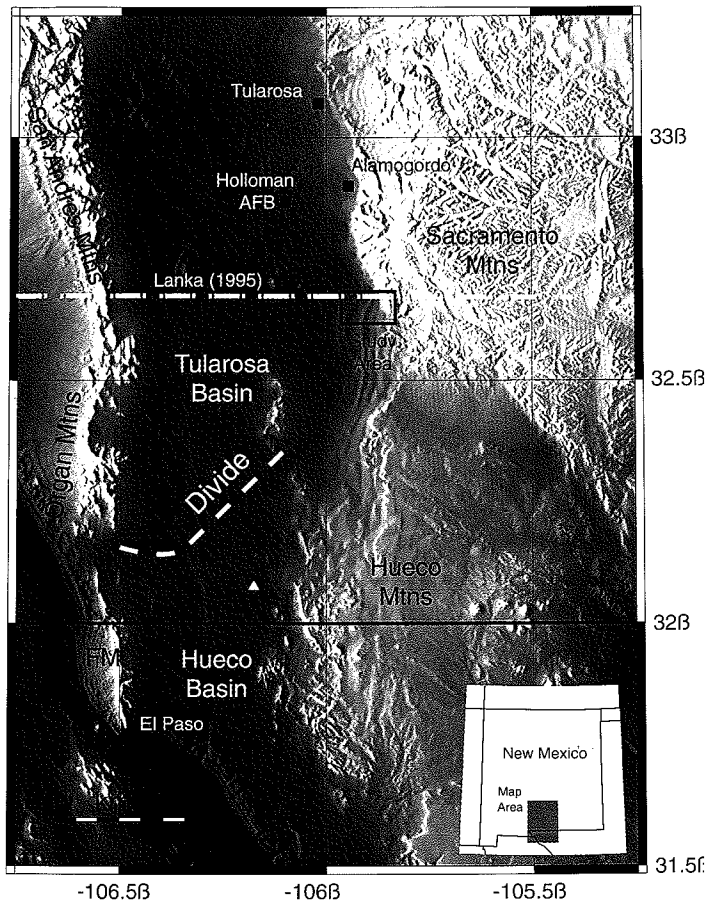 Tularosa
33ß
San Andres Mtns
Alamogordo
Holloman
AFB
Sacramento
Mtns
Lanka (1995)
Study
Area
Tularosa
Basin
32.5ß
Organ Mtns
Divide
Hueco
Mtns
32ß
Hueco
Basin
El Paso
New Mexico
Map
Area
31.5ß
-106.5ß
-106ß
-105.5ß